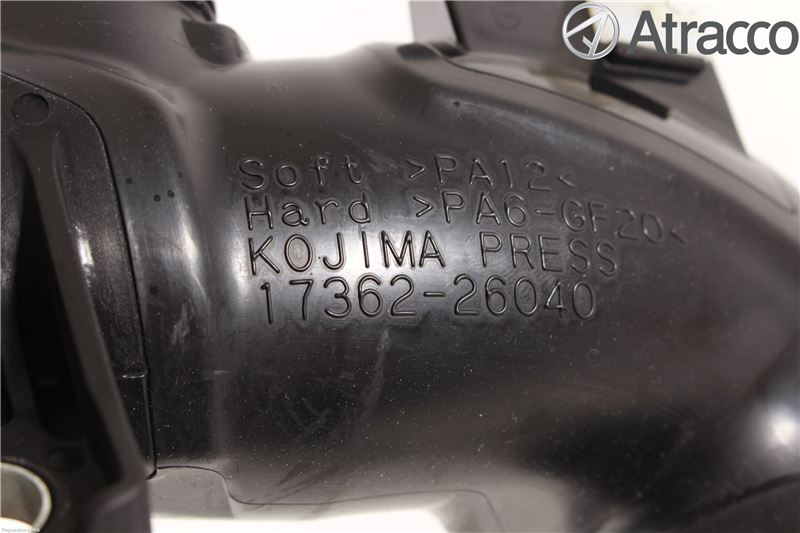 Atracco
Soft >PA12<
Hard >PA6-GF20<
KOJIMA PRESS
17362-26040